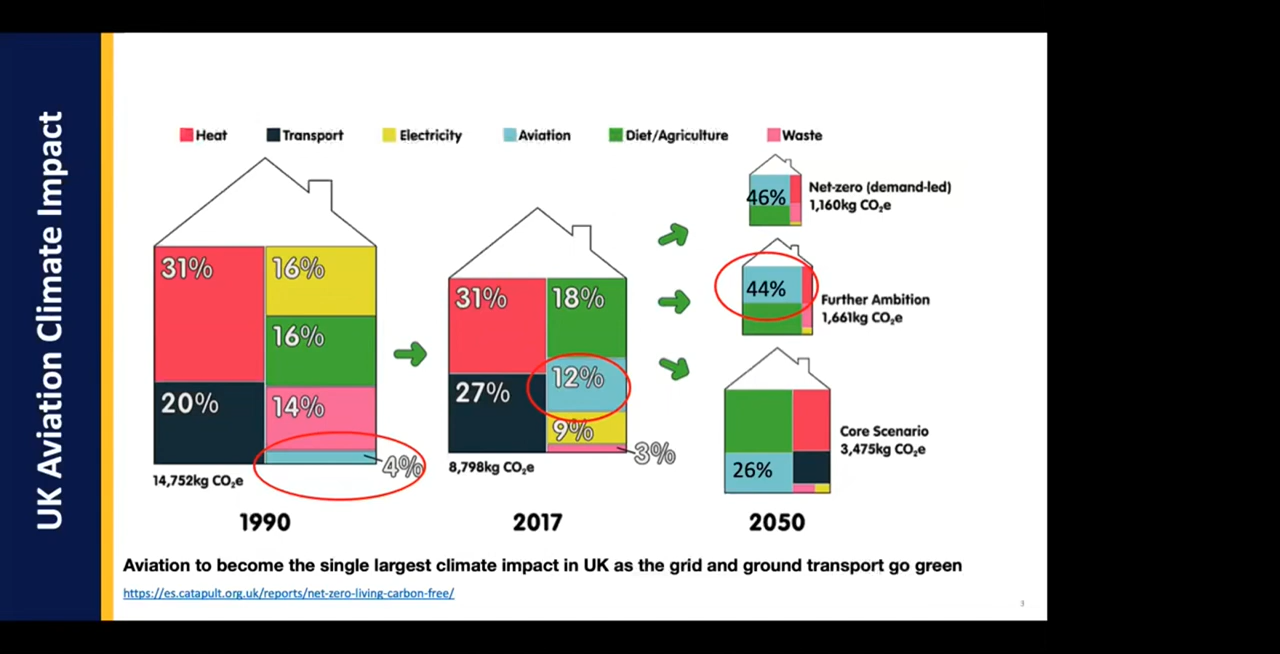 UK Aviation Climate Impact
Heat
Transport
Electricity
Aviation
Diet/Agriculture
Waste
31%
16%
16%
20%
14%
4%
14,752kg CO₂e
1990
31%
18%
12%
27%
9%
3%
8,798kg CO₂e
2017
46%
Net-zero (demand-led)
1,160kg CO₂e
44%
Further Ambition
1,661kg CO₂e
Core Scenario
3,475kg CO₂e
26%
2050
Aviation to become the single largest climate impact in UK as the grid and ground transport go green
https://es.catapult.org.uk/reports/net-zero-living-carbon-free/
3